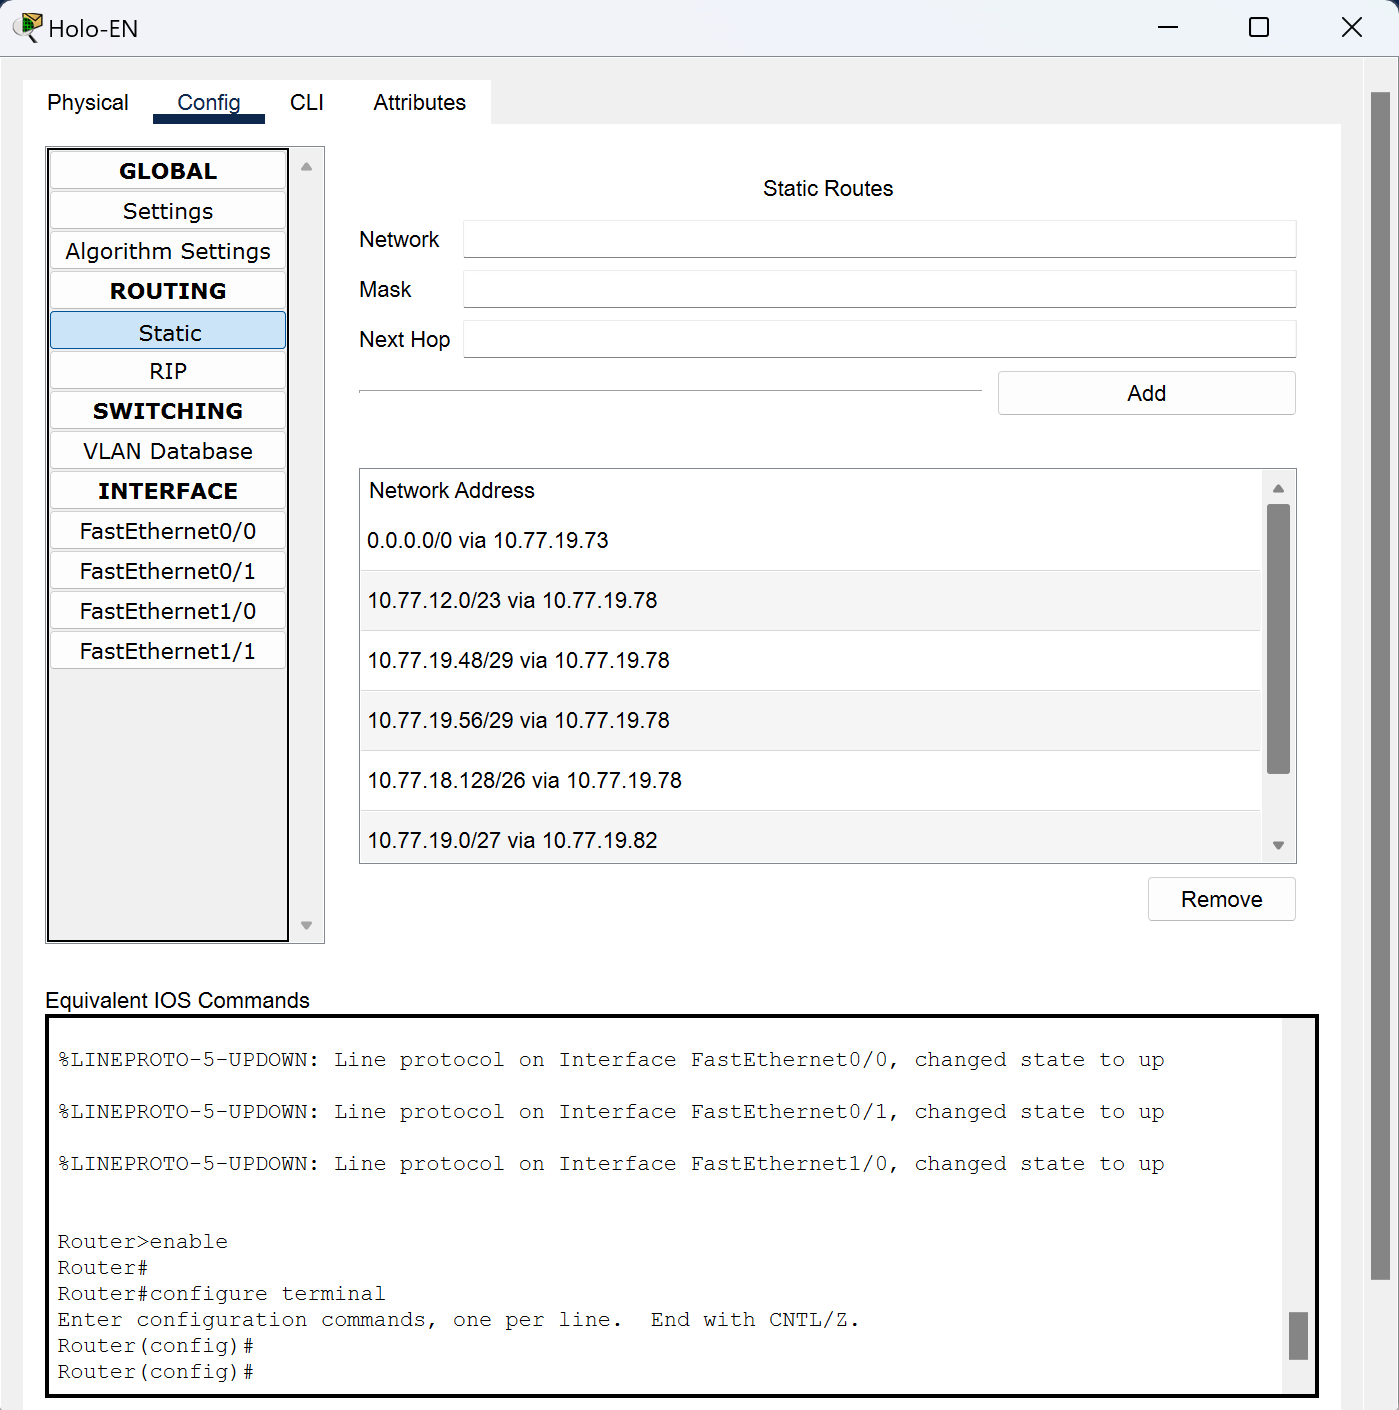 Holo-EN
Physical Config CLI Attributes
GLOBAL
Settings
Algorithm Settings
ROUTING
Static
RIP
SWITCHING
VLAN Database
INTERFACE
FastEthernet0/0
FastEthernet0/1
FastEthernet1/0
FastEthernet1/1
Static Routes
Network
Mask
Next Hop
Add
Network Address
0.0.0.0/0 via 10.77.19.73
10.77.12.0/23 via 10.77.19.78
10.77.19.48/29 via 10.77.19.78
10.77.19.56/29 via 10.77.19.78
10.77.18.128/26 via 10.77.19.78
10.77.19.0/27 via 10.77.19.82
Remove
Equivalent IOS Commands
%LINEPROTO-5-UPDOWN: Line protocol on Interface FastEthernet0/0, changed state to up
%LINEPROTO-5-UPDOWN: Line protocol on Interface FastEthernet0/1, changed state to up
%LINEPROTO-5-UPDOWN: Line protocol on Interface FastEthernet1/0, changed state to up
Router>enable
Router#
Router#configure terminal
Enter configuration commands, one per line.  End with CNTL/Z.
Router(config)#
Router(config)#